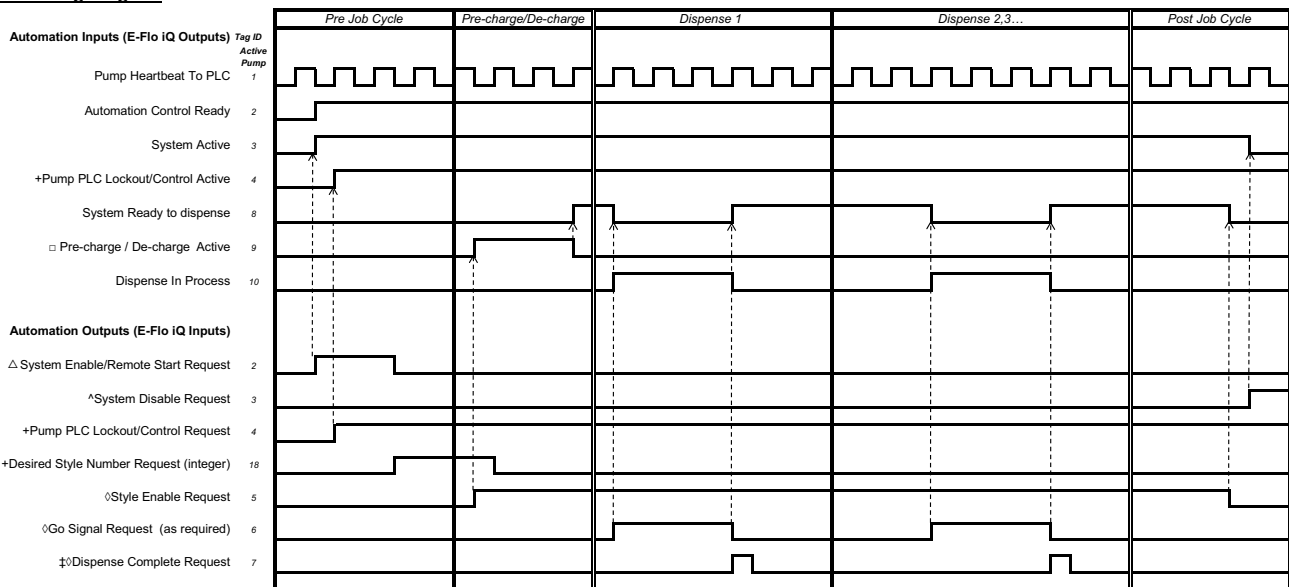 Pre Job Cycle Pre-charge/De-charge Dispense 1 Dispense 2,3… Post Job Cycle
Automation Inputs (E-Flo iQ Outputs) Tag ID
Active
Pump
Pump Heartbeat To PLC 1
Automation Control Ready 2
System Active 3
+Pump PLC Lockout/Control Active 4
System Ready to dispense 8
□ Pre-charge / De-charge Active 9
Dispense In Process 10
Automation Outputs (E-Flo iQ Inputs)
△ System Enable/Remote Start Request 2
^System Disable Request 3
+Pump PLC Lockout/Control Request 4
+Desired Style Number Request (integer) 18
◊Style Enable Request 5
◊Go Signal Request (as required) 6
‡◊Dispense Complete Request 7